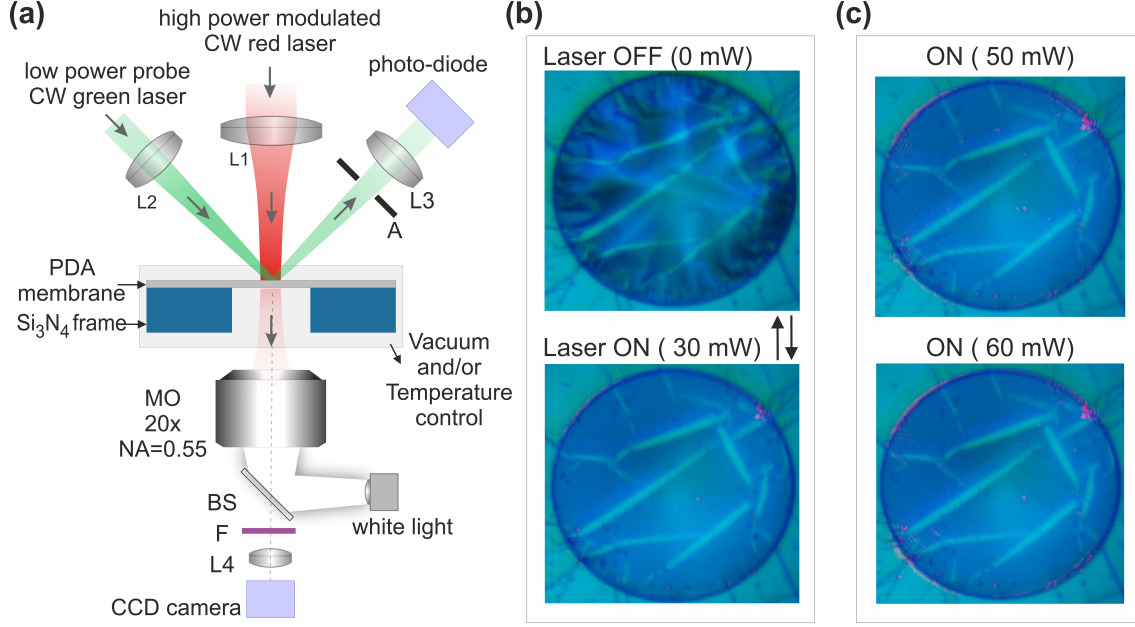 (a)
high power modulated
CW red laser
low power probe
CW green laser
photo-diode
L1
L2
L3
A
PDA
membrane
Si₃N₄ frame
Vacuum
and/or
Temperature
control
MO
20x
NA=0.55
BS
F
white light
L4
CCD camera
(b)
Laser OFF (0 mW)
Laser ON ( 30 mW)
(c)
ON ( 50 mW)
ON ( 60 mW)